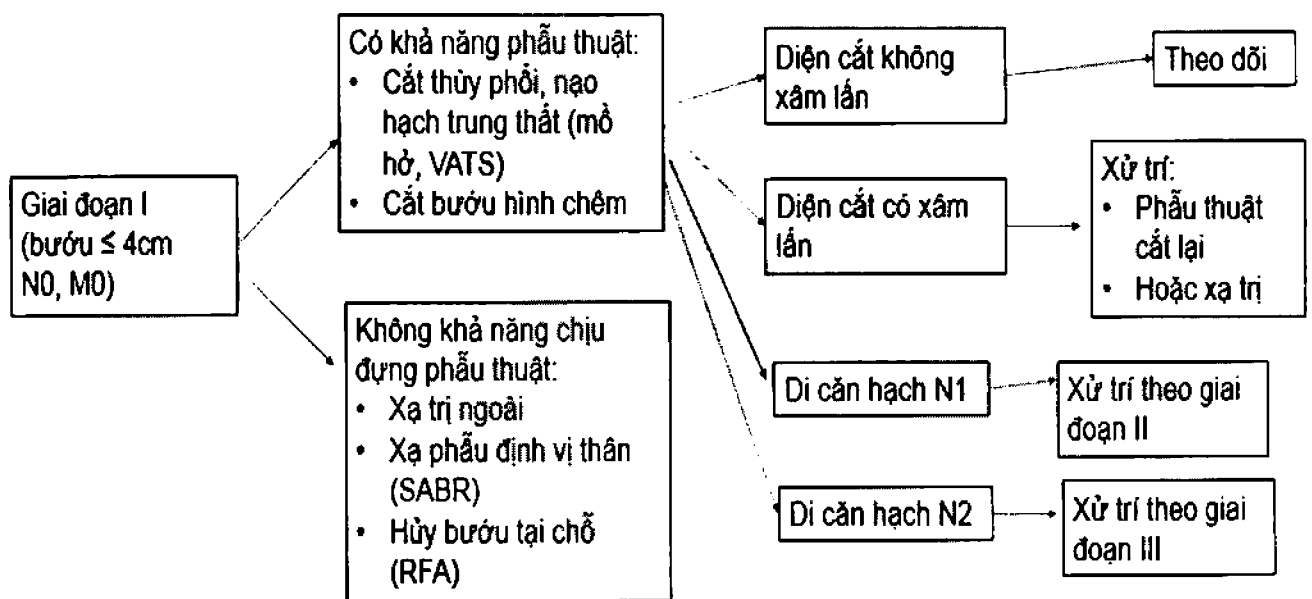 Giai đoạn I
(bướu ≤ 4cm
N0, M0)
Có khả năng phẫu thuật:
• Cắt thùy phổi, nạo
hạch trung thất (mổ
hở, VATS)
• Cắt bướu hình chêm
Không khả năng chịu
đựng phẫu thuật:
• Xạ trị ngoài
• Xạ phẫu định vị thân
(SABR)
• Hủy bướu tại chỗ
(RFA)
Diện cắt không
xâm lấn
Theo dõi
Diện cắt có xâm
lấn
Xử trí:
• Phẫu thuật
cắt lại
• Hoặc xạ trị
Di căn hạch N1
Xử trí theo giai
đoạn II
Di căn hạch N2
Xử trí theo giai
đoạn III